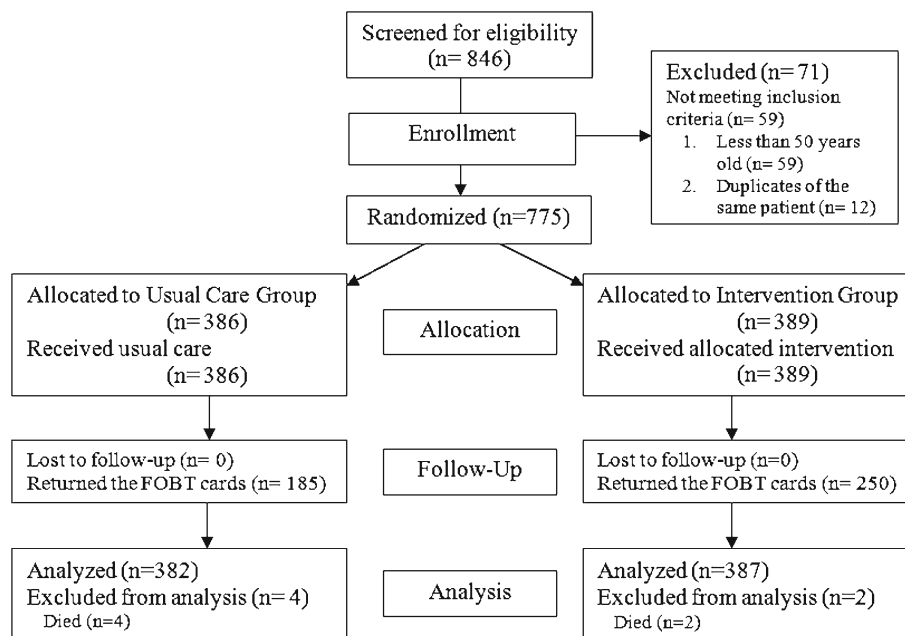 Screened for eligibility
(n= 846)
Excluded (n= 71)
Not meeting inclusion
criteria (n= 59)
1. Less than 50 years
old (n= 59)
2. Duplicates of the
same patient (n= 12)
Enrollment
Randomized (n=775)
Allocated to Usual Care Group
(n= 386)
Received usual care
(n= 386)
Allocation
Allocated to Intervention Group
(n= 389)
Received allocated intervention
(n= 389)
Lost to follow-up (n= 0)
Returned the FOBT cards (n= 185)
Follow-Up
Lost to follow-up (n=0)
Returned the FOBT cards (n= 250)
Analyzed (n=382)
Excluded from analysis (n= 4)
Died (n=4)
Analysis
Analyzed (n=387)
Excluded from analysis (n=2)
Died (n=2)